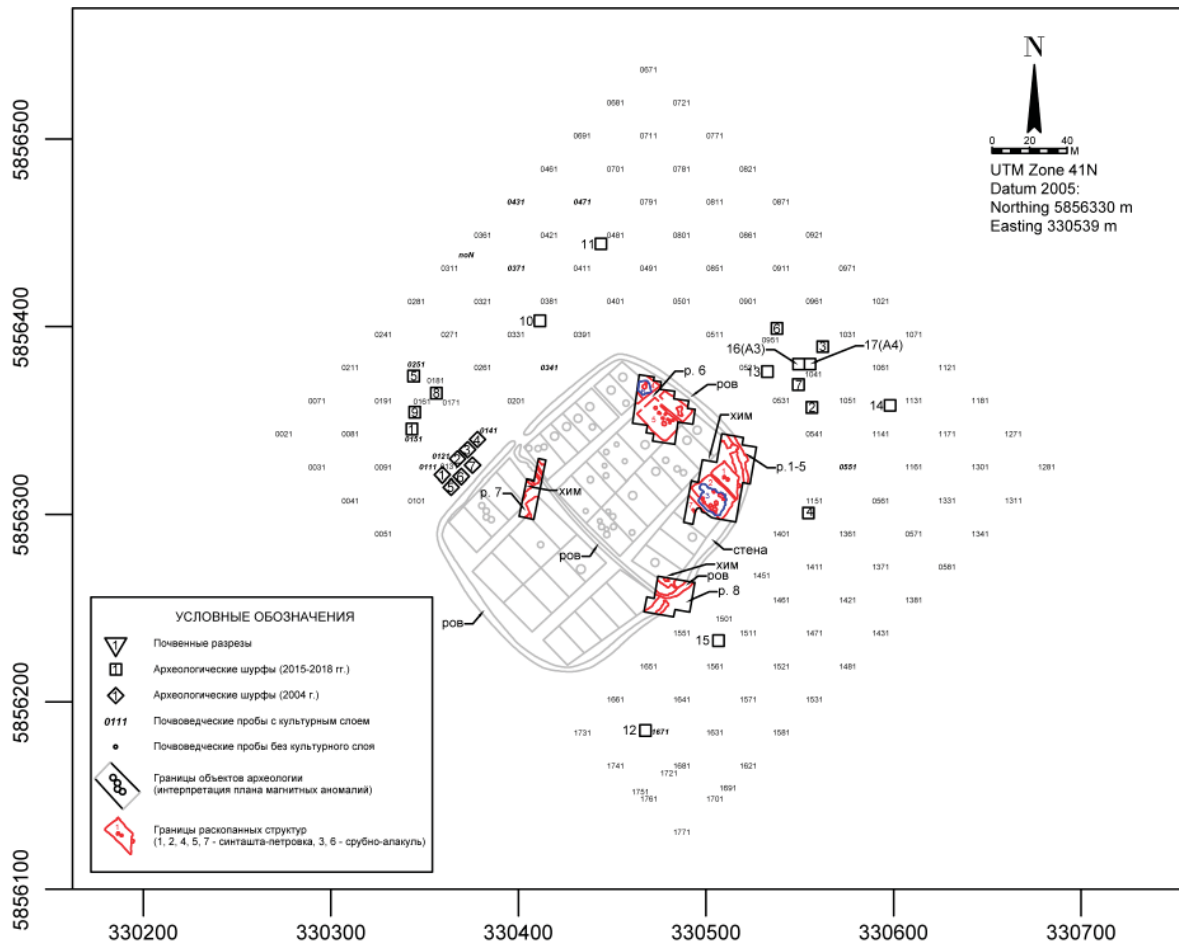 0671
0681 0721
5856500
0691 0711 0771
0461 0701 0781 0821
0431 0471 0791 0811 0871
0361 0421 0481 0801 0861 0921
11
noN
0311 0371 0411 0491 0851 0911 0971
0281 0321 0381 0401 0501 0901 0961 1021
5856400
10
6
0241 0271 0331 0391 0511 0951 1031 1071
3
16(А3) 17(А4)
0211 0251 0261 0341 0521 1041 1061 1121
р. 6
ров
13
5 0181
7
8
0071 0191 0161 0171 0201 0531 1051 1131 1181
2 14
9
хим
1 0151 0141
0021 0081 0541 1141 1171 1271
4
3
0121
2
р.1-5
0031 0091 0111 7 0551 1161 1301 1281
1 6 5
р. 7
хим
0041 0101 1151 0561 1331 1311
4
5856300
0051 1401 1361 0571 1341
стена
ров
хим
ров
1451 1411 1371 0581
р. 8
1461 1421 1381
1501
ров
1551 1511 1471 1431
15
1651 1561 1521 1481
5856200
1661 1641 1571 1531
12 1671
1731 1631 1581
1741 1681 1621
1721
1751 1691
1761 1701
1771
5856100
330200 330300 330400 330500 330600 330700
N
0 20 40
М
UTM Zone 41N
Datum 2005:
Northing 5856330 m
Easting 330539 m
УСЛОВНЫЕ ОБОЗНАЧЕНИЯ
1 Почвенные разрезы
1 Археологические шурфы (2015-2018 гг.)
1 Археологические шурфы (2004 г.)
0111 Почвоведческие пробы с культурным слоем
Почвоведческие пробы без культурного слоя
Границы объектов археологии
(интерпретация плана магнитных аномалий)
Границы раскопанных структур
(1, 2, 4, 5, 7 - синташта-петровка, 3, 6 - срубно-алакуль)